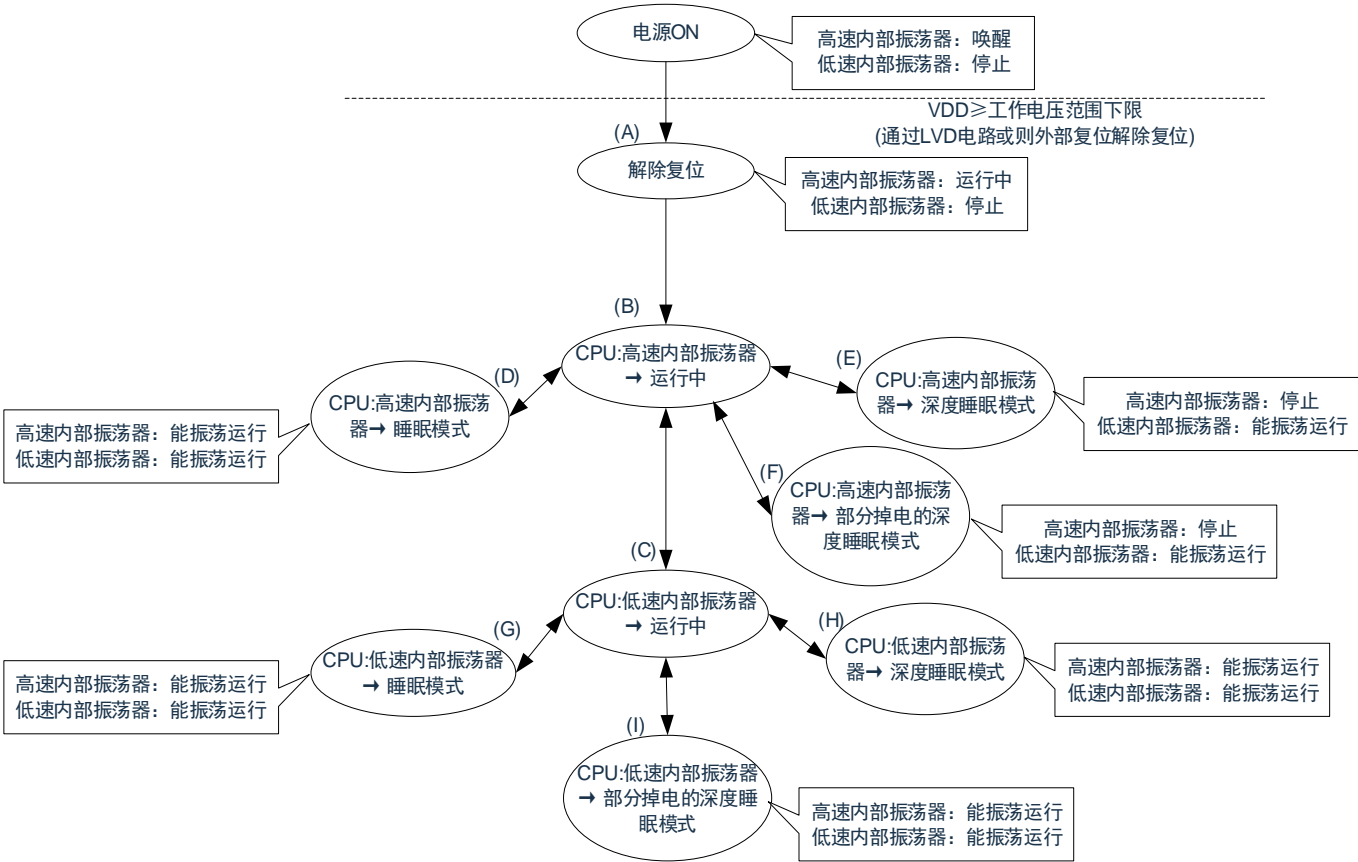 电源ON
高速内部振荡器：唤醒
低速内部振荡器：停止
VDD≥工作电压范围下限
(通过LVD电路或则外部复位解除复位)
(A)
解除复位
高速内部振荡器：运行中
低速内部振荡器：停止
(B)
CPU:高速内部振荡器
→ 运行中
(D)
CPU:高速内部振荡
器→ 睡眠模式
高速内部振荡器：能振荡运行
低速内部振荡器：能振荡运行
(E)
CPU:高速内部振荡
器→ 深度睡眠模式
高速内部振荡器：停止
低速内部振荡器：能振荡运行
(F)
CPU:高速内部振荡
器→ 部分掉电的深
度睡眠模式
高速内部振荡器：停止
低速内部振荡器：能振荡运行
(C)
CPU:低速内部振荡器
→ 运行中
(G)
CPU:低速内部振荡器
→ 睡眠模式
高速内部振荡器：能振荡运行
低速内部振荡器：能振荡运行
(H)
CPU:低速内部振荡
器→ 深度睡眠模式
高速内部振荡器：能振荡运行
低速内部振荡器：能振荡运行
(I)
CPU:低速内部振荡器
→ 部分掉电的深度睡
眠模式
高速内部振荡器：能振荡运行
低速内部振荡器：能振荡运行